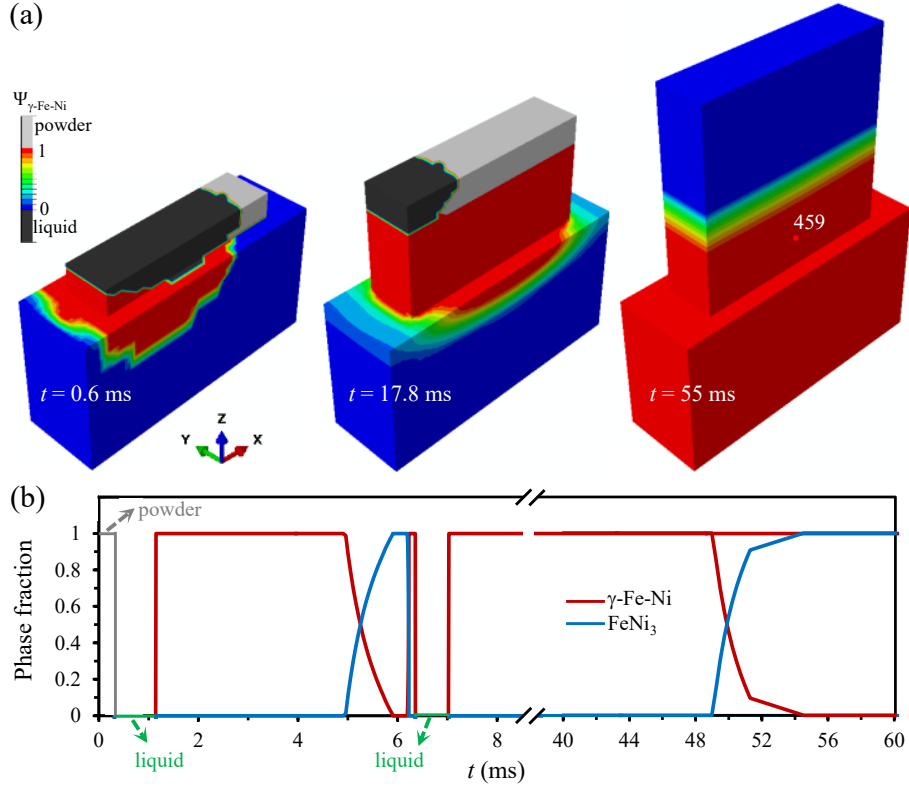 (a)
Ψγ-Fe-Ni
powder
1
0
liquid
459
t = 0.6 ms
t = 17.8 ms
t = 55 ms
Z
Y
X
(b)
Phase fraction
1
0.8
0.6
0.4
0.2
0
powder
γ-Fe-Ni
FeNi₃
0 2 4 6 8 40 44 48 52 56 60
liquid
liquid
t (ms)